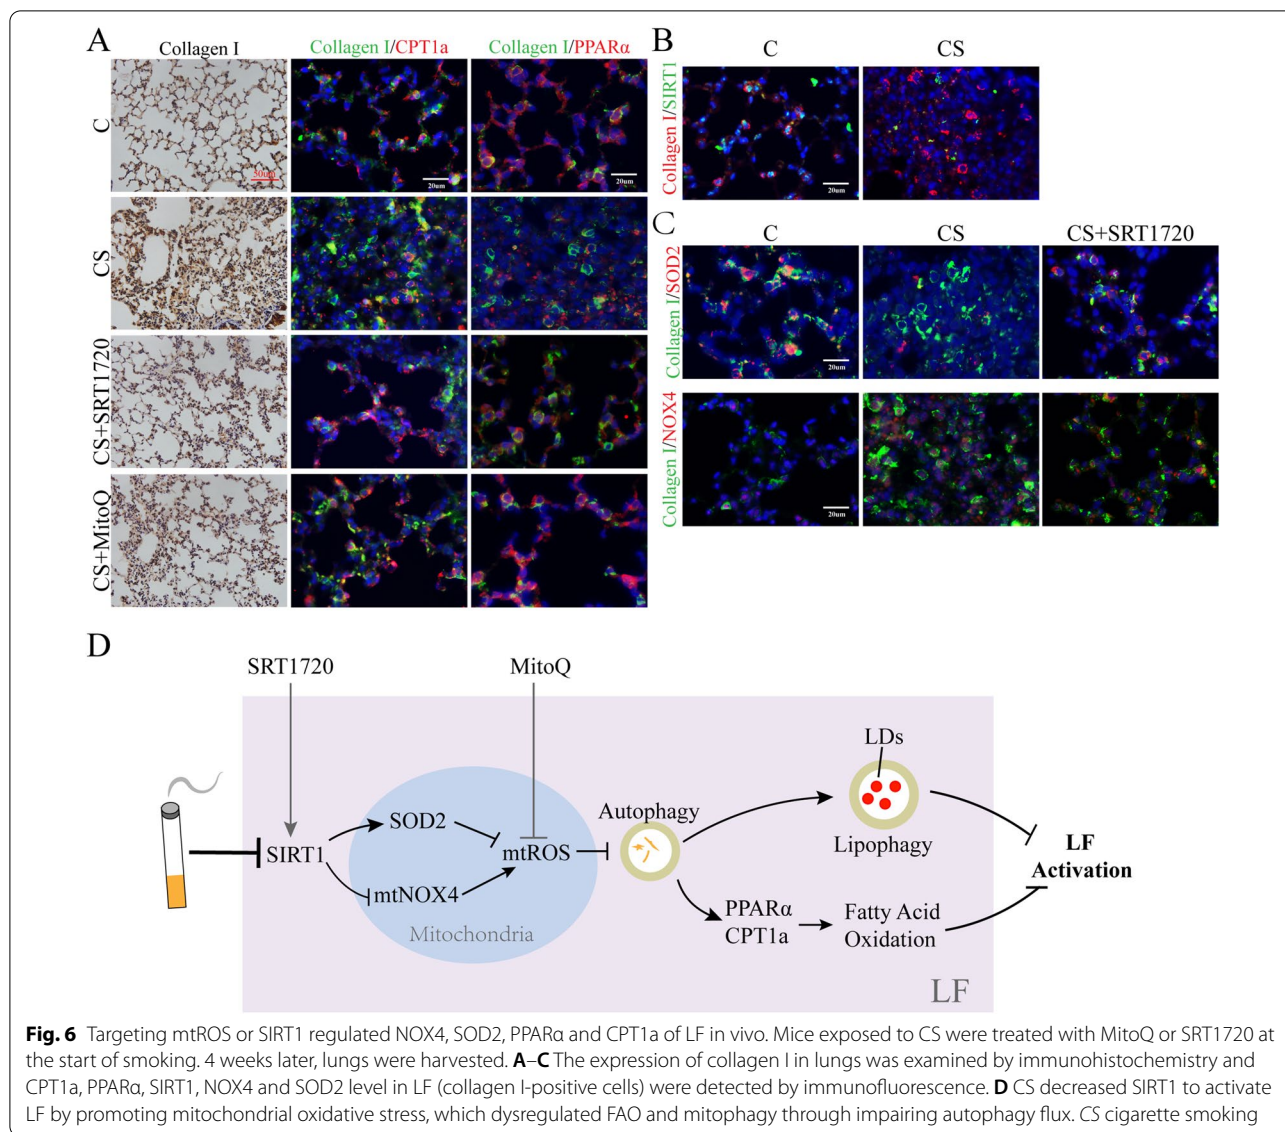 A
Collagen I
Collagen I/CPT1a
Collagen I/PPARα
C
50um
20um
20um
CS
CS+SRT1720
CS+MitoQ
B
C
CS
Collagen I/SIRT1
20um
C
C
CS
CS+SRT1720
Collagen I/SOD2
20um
Collagen I/NOX4
20um
D
SRT1720
MitoQ
LDs
SOD2
Autophagy
SIRT1
mtROS
Lipophagy
LF
Activation
mtNOX4
PPARα
CPT1a
Fatty Acid
Oxidation
Mitochondria
LF
Fig. 6 Targeting mtROS or SIRT1 regulated NOX4, SOD2, PPARα and CPT1a of LF in vivo. Mice exposed to CS were treated with MitoQ or SRT1720 at
the start of smoking. 4 weeks later, lungs were harvested. A–C The expression of collagen I in lungs was examined by immunohistochemistry and
CPT1a, PPARα, SIRT1, NOX4 and SOD2 level in LF (collagen I-positive cells) were detected by immunofluorescence. D CS decreased SIRT1 to activate
LF by promoting mitochondrial oxidative stress, which dysregulated FAO and mitophagy through impairing autophagy flux. CS cigarette smoking